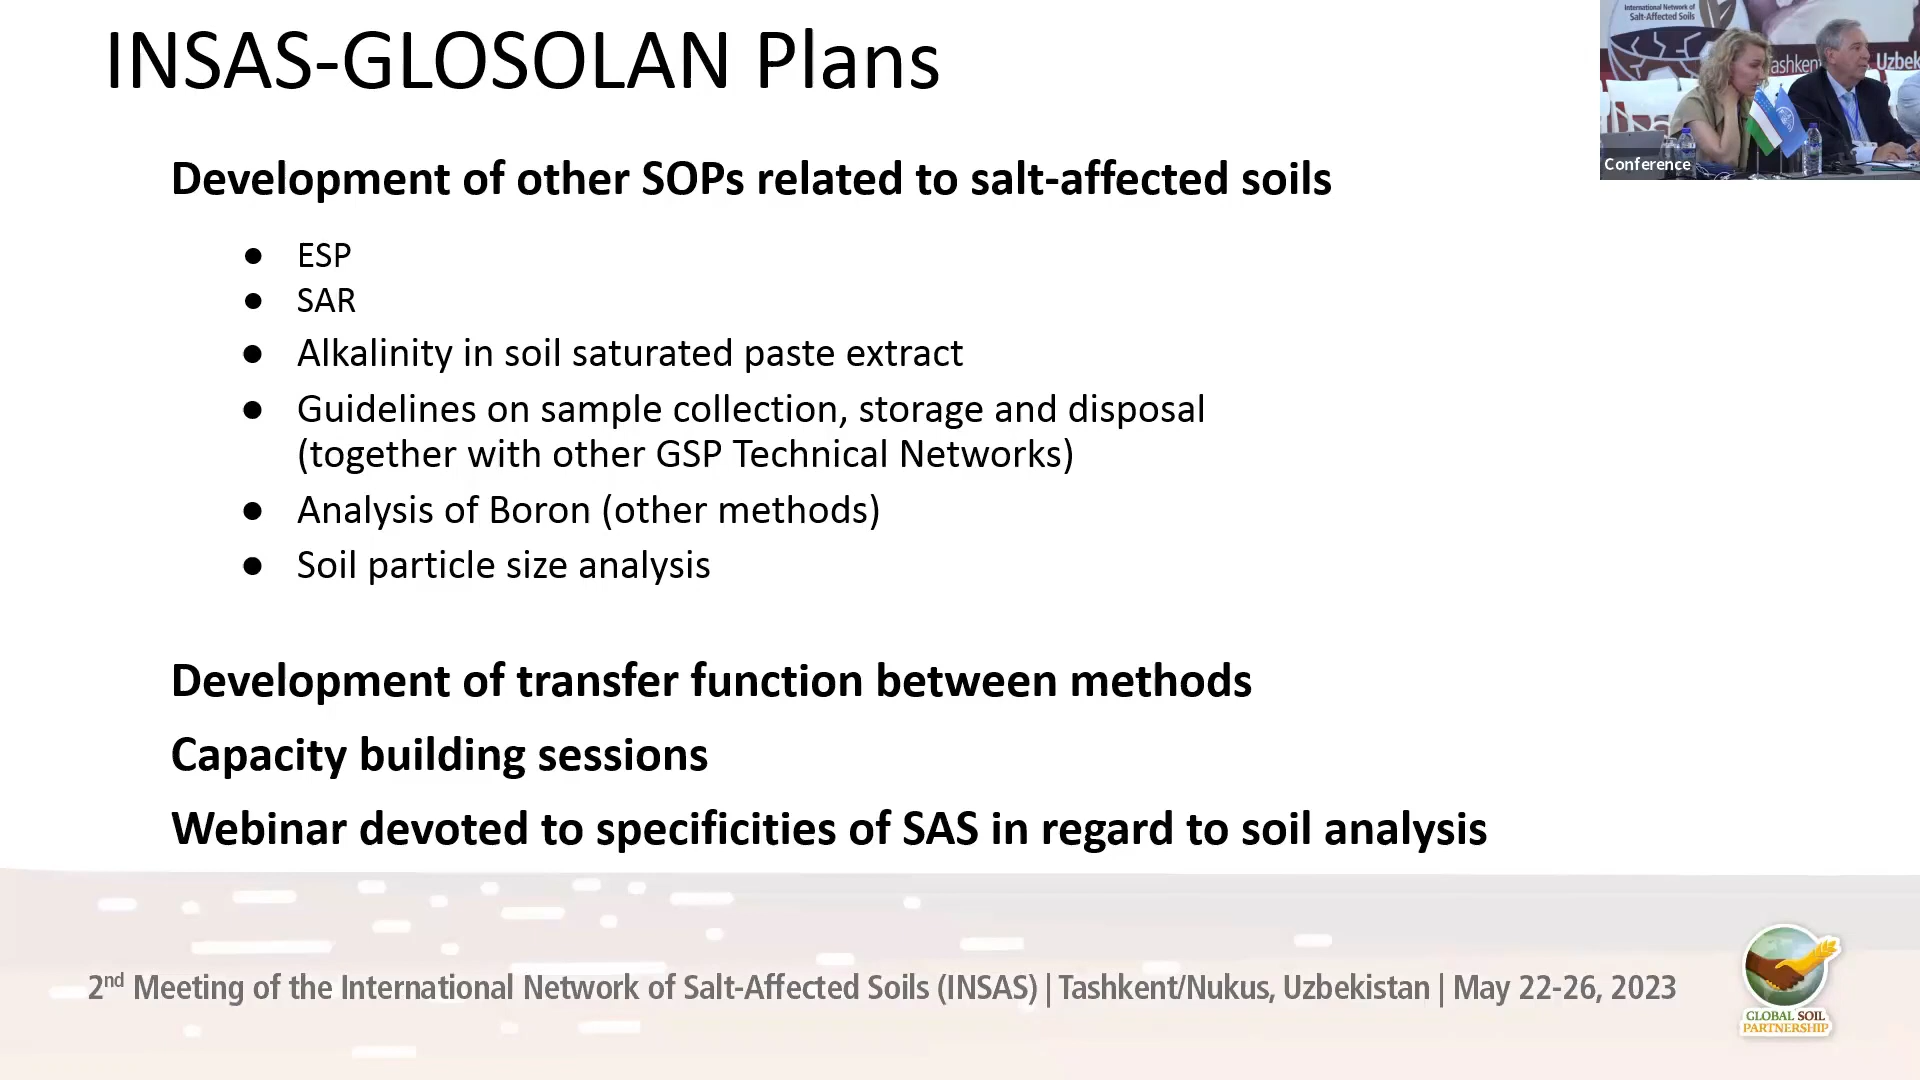 INSAS-GLOSOLAN Plans
International Network of
Salt-Affected Soils
Tashkent
Uzbek
Conference
Development of other SOPs related to salt-affected soils
● ESP
● SAR
● Alkalinity in soil saturated paste extract
● Guidelines on sample collection, storage and disposal
(together with other GSP Technical Networks)
● Analysis of Boron (other methods)
● Soil particle size analysis
Development of transfer function between methods
Capacity building sessions
Webinar devoted to specificities of SAS in regard to soil analysis
2nd Meeting of the International Network of Salt-Affected Soils (INSAS) | Tashkent/Nukus, Uzbekistan | May 22-26, 2023
GLOBAL SOIL
PARTNERSHIP